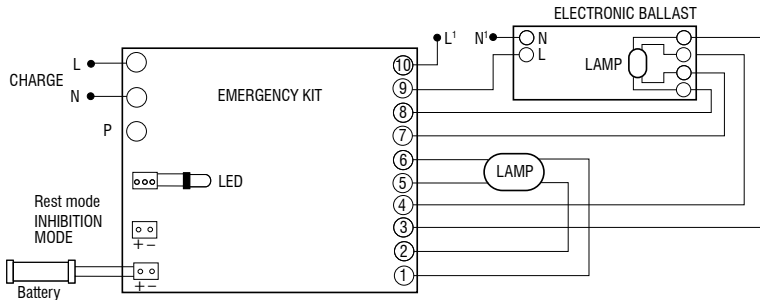 ELECTRONIC BALLAST
L
CHARGE
N
P
EMERGENCY KIT
LED
Rest mode
INHIBITION
MODE
+ −
+ −
Battery
10
9
8
7
6
5
4
3
2
1
L¹
N¹
N
L
LAMP
LAMP